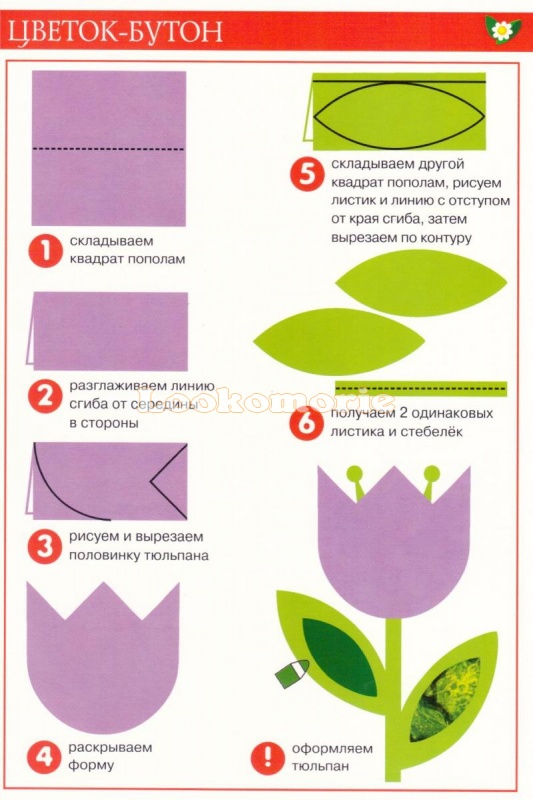 ЦВЕТОК-БУТОН
1
складываем
квадрат пополам
2
разглаживаем линию
сгиба от середины
в стороны
3
рисуем и вырезаем
половинку тюльпана
4
раскрываем
форму
5
складываем другой
квадрат пополам, рисуем
листик и линию с отступом
от края сгиба, затем
вырезаем по контуру
6
получаем 2 одинаковых
листика и стебелёк
!
оформляем
тюльпан
Lookomorie